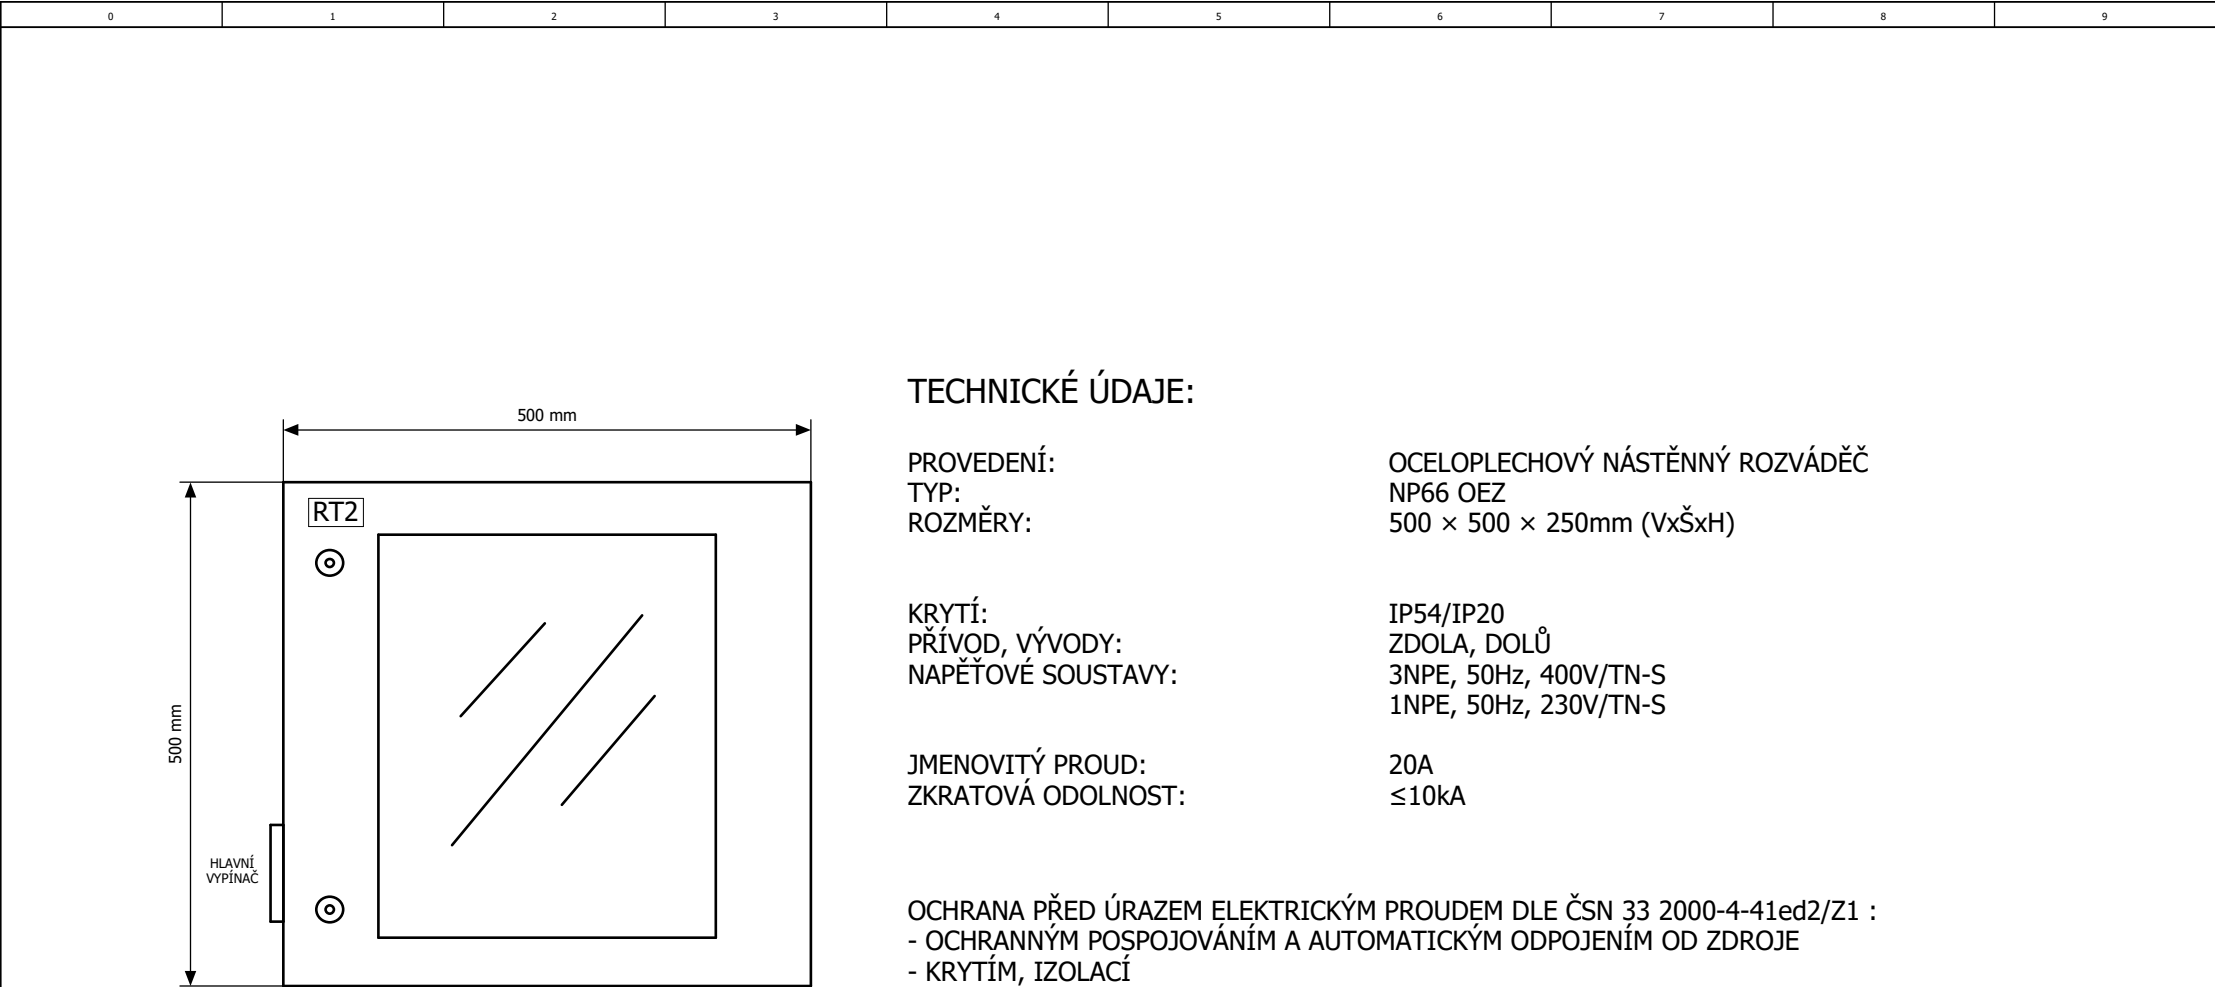 0 1 2 3 4 5 6 7 8 9
TECHNICKÉ ÚDAJE:
500 mm
PROVEDENÍ: OCELOPLECHOVÝ NÁSTĚNNÝ ROZVÁDĚČ
TYP: NP66 OEZ
ROZMĚRY: 500 × 500 × 250mm (VxŠxH)
RT2
KRYTÍ: IP54/IP20
PŘÍVOD, VÝVODY: ZDOLA, DOLŮ
NAPĚŤOVÉ SOUSTAVY: 3NPE, 50Hz, 400V/TN-S
1NPE, 50Hz, 230V/TN-S
500 mm
JMENOVITÝ PROUD: 20A
ZKRATOVÁ ODOLNOST: ≤10kA
HLAVNÍ
VYPÍNAČ
OCHRANA PŘED ÚRAZEM ELEKTRICKÝM PROUDEM DLE ČSN 33 2000-4-41ed2/Z1 :
- OCHRANNÝM POSPOJOVÁNÍM A AUTOMATICKÝM ODPOJENÍM OD ZDROJE
- KRYTÍM, IZOLACÍ